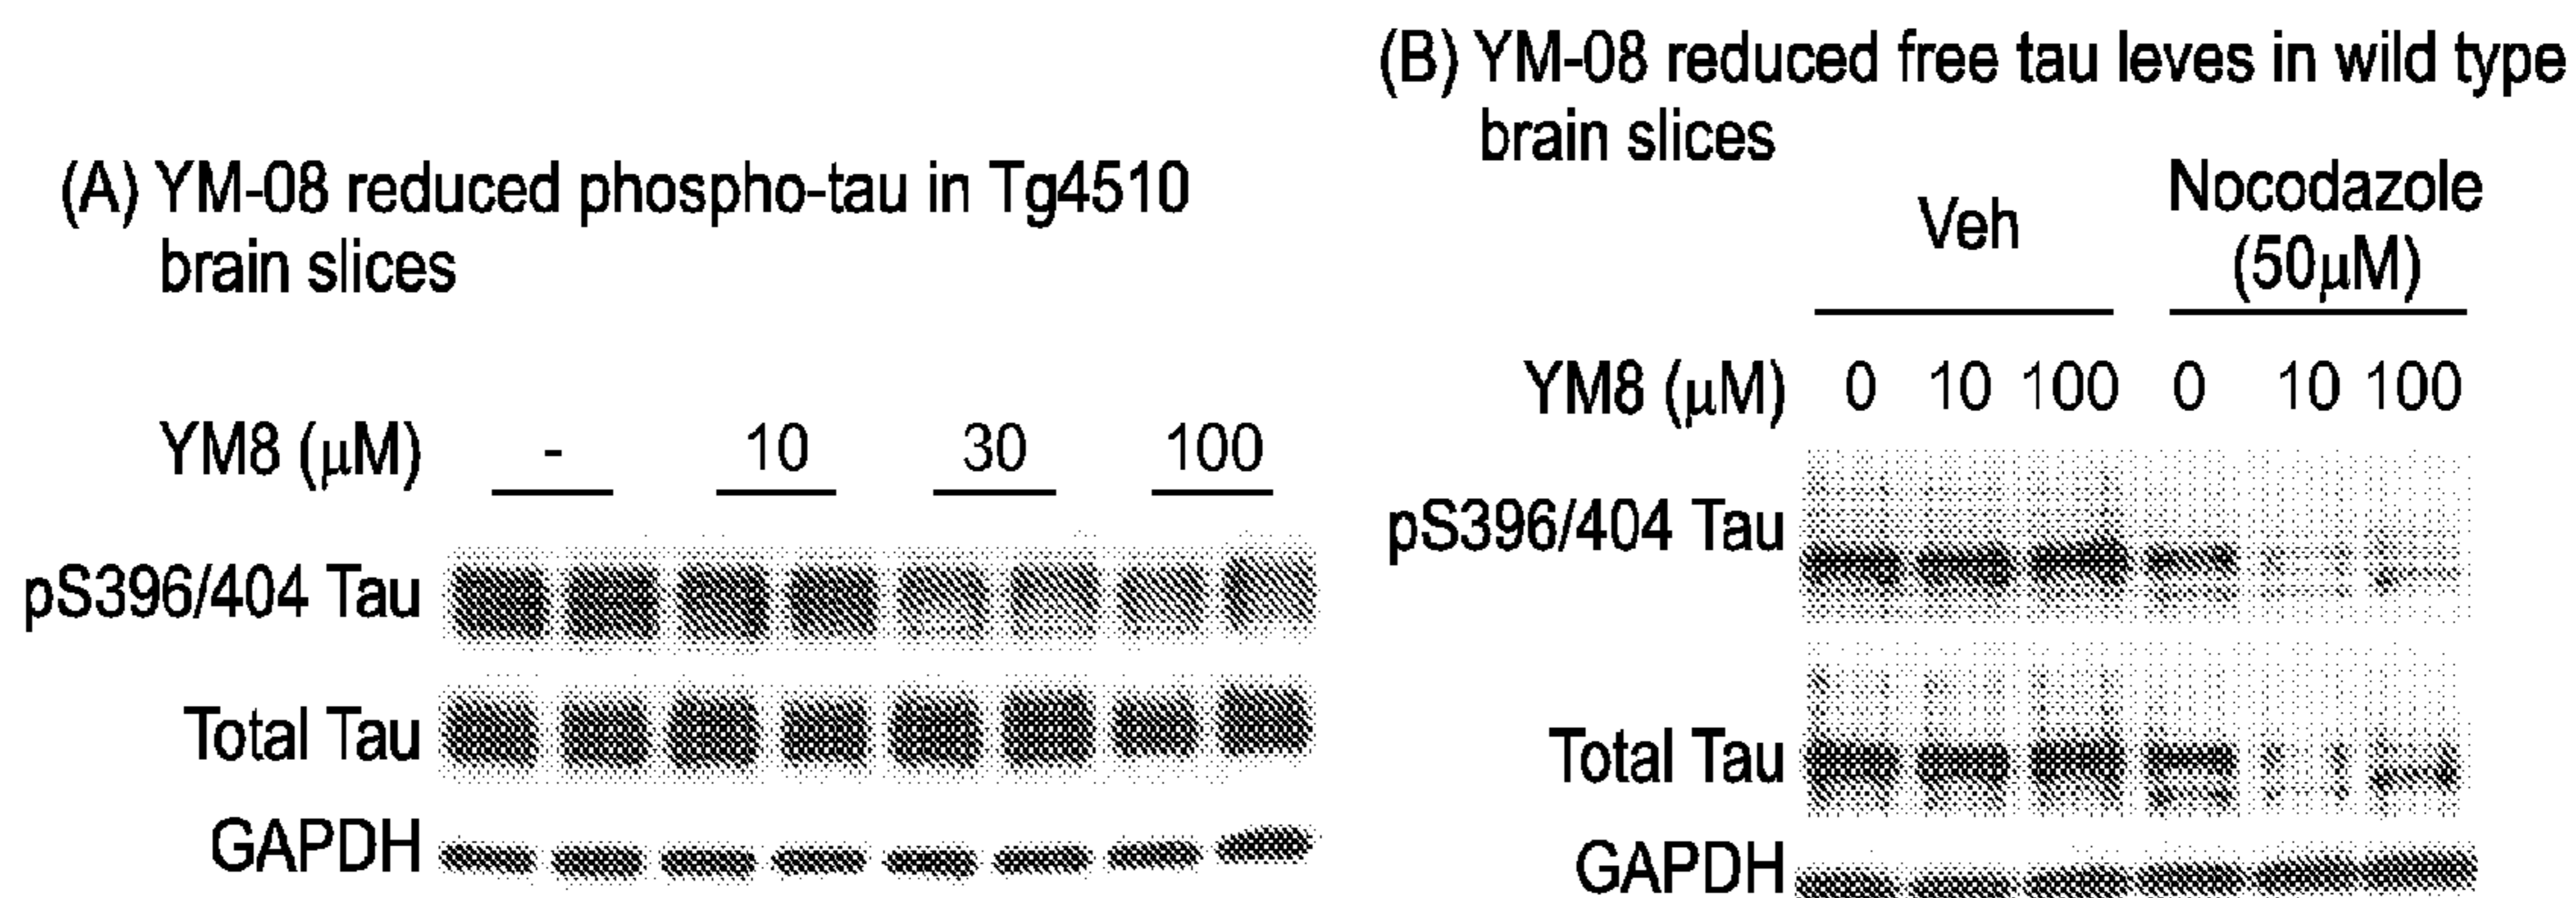 (A) YM-08 reduced phospho-tau in Tg4510
brain slices
YM8 (μM) - 10 30 100
pS396/404 Tau
Total Tau
GAPDH
(B) YM-08 reduced free tau leves in wild type
brain slices
Veh
Nocodazole
(50μM)
YM8 (μM) 0 10 100 0 10 100
pS396/404 Tau
Total Tau
GAPDH